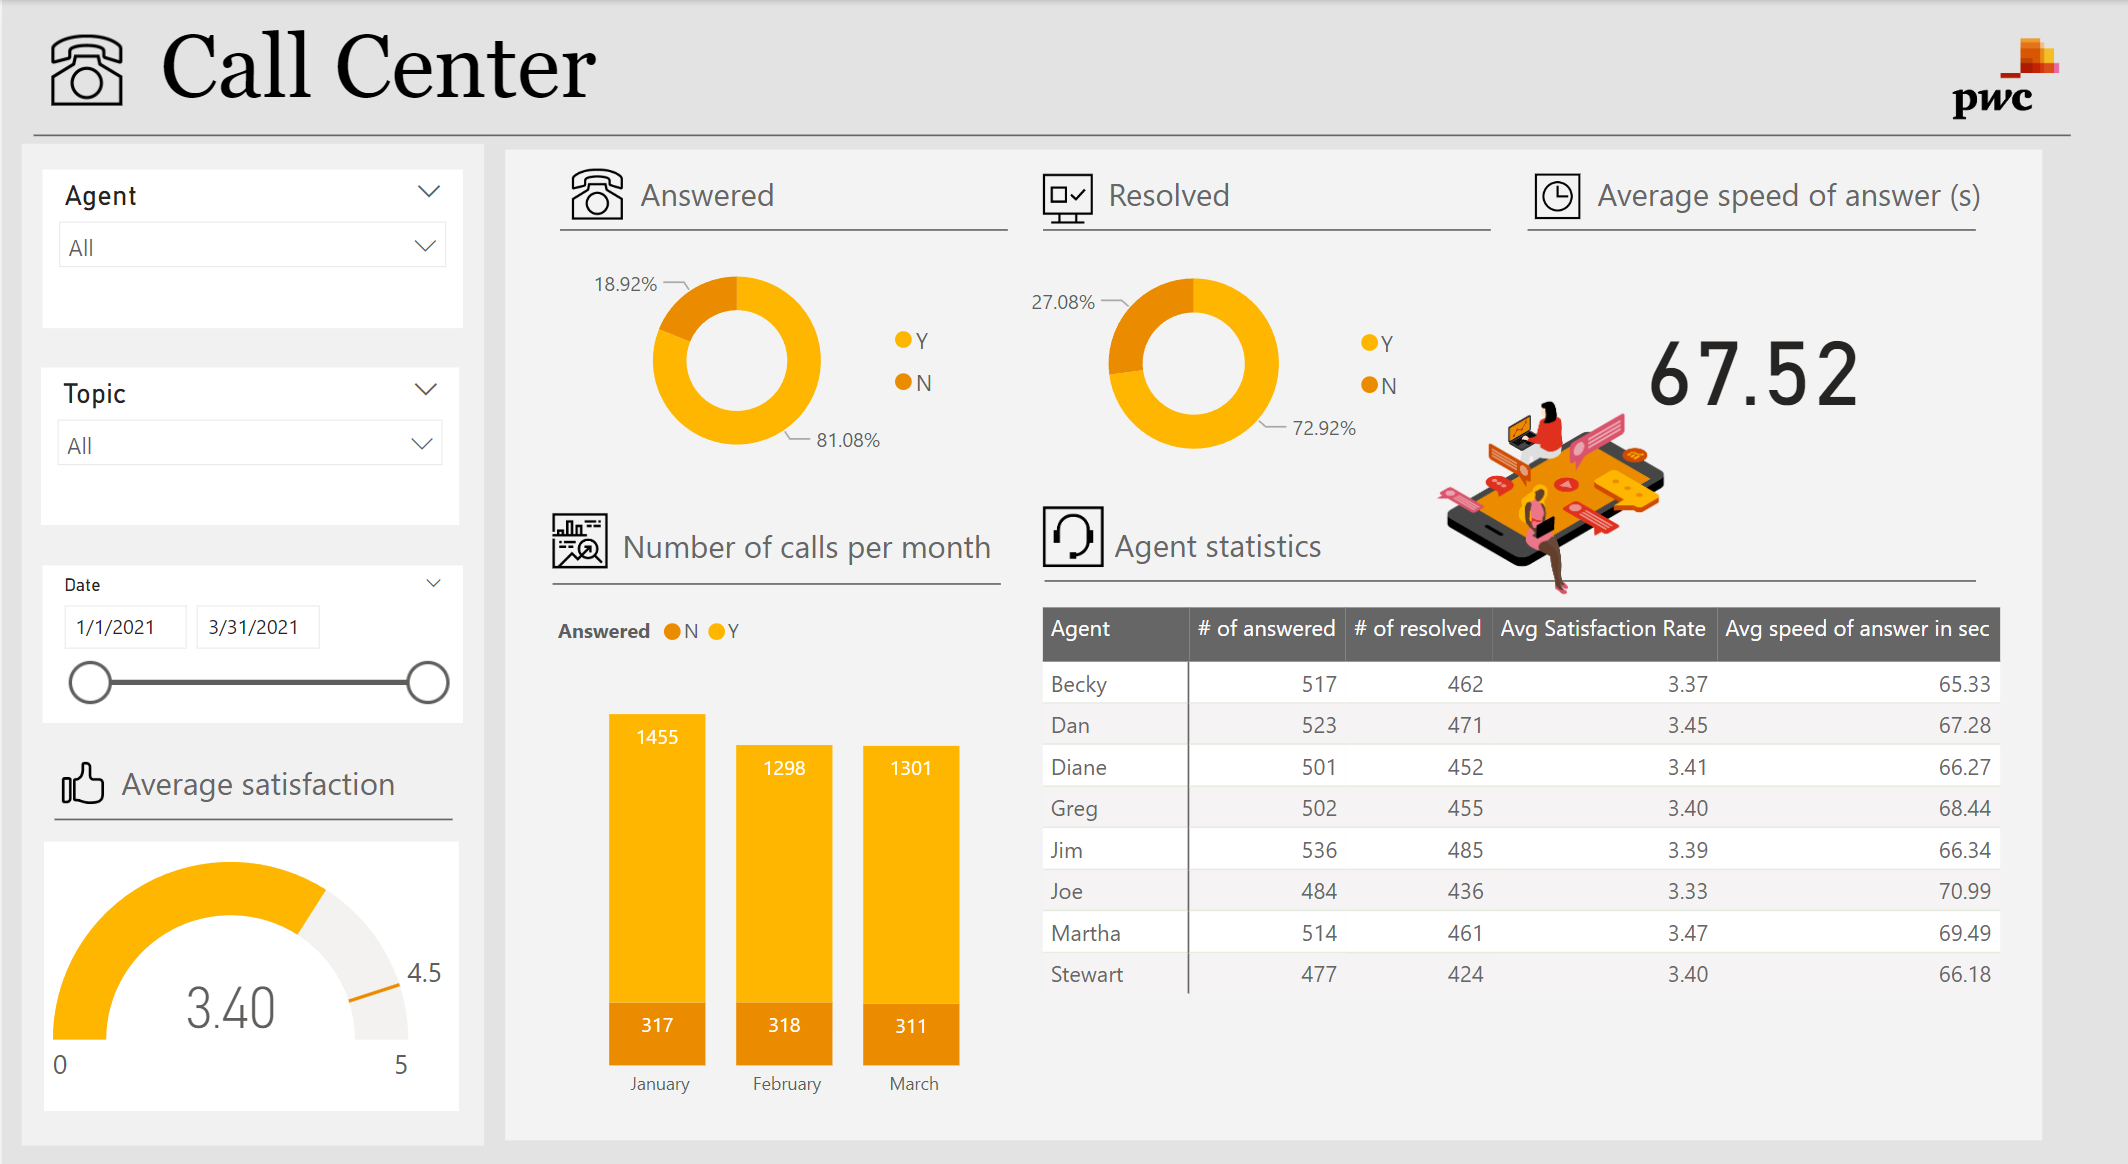 Call Center
pwc
Agent
All
Topic
All
Date
1/1/2021 3/31/2021
Average satisfaction
3.40
4.5
0 5
Answered
18.92%
81.08%
Y
N
Resolved
27.08%
72.92%
Y
N
Average speed of answer (s)
67.52
Number of calls per month
Answered N Y
1455 1298 1301
317 318 311
January February March
Agent statistics
Agent # of answered # of resolved Avg Satisfaction Rate Avg speed of answer in sec
Becky 517 462 3.37 65.33
Dan 523 471 3.45 67.28
Diane 501 452 3.41 66.27
Greg 502 455 3.40 68.44
Jim 536 485 3.39 66.34
Joe 484 436 3.33 70.99
Martha 514 461 3.47 69.49
Stewart 477 424 3.40 66.18